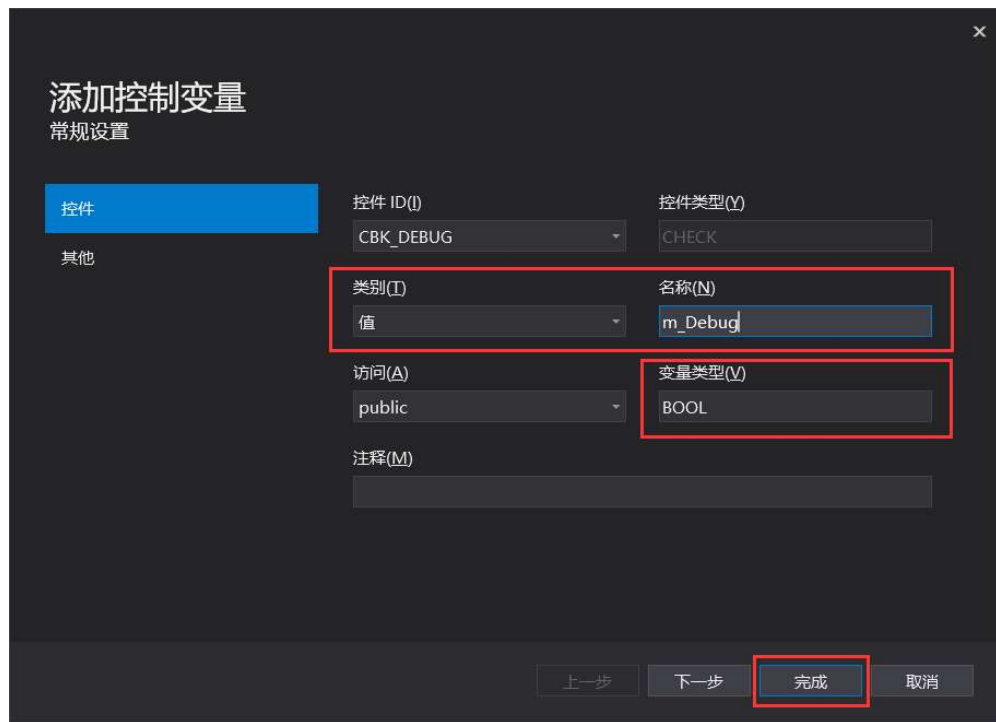 ×
添加控制变量
常规设置
控件
其他
控件 ID(I) 控件类型(Y)
CBK_DEBUG CHECK
类别(T) 名称(N)
值 m_Debug
访问(A) 变量类型(V)
public BOOL
注释(M)
上一步 下一步 完成 取消